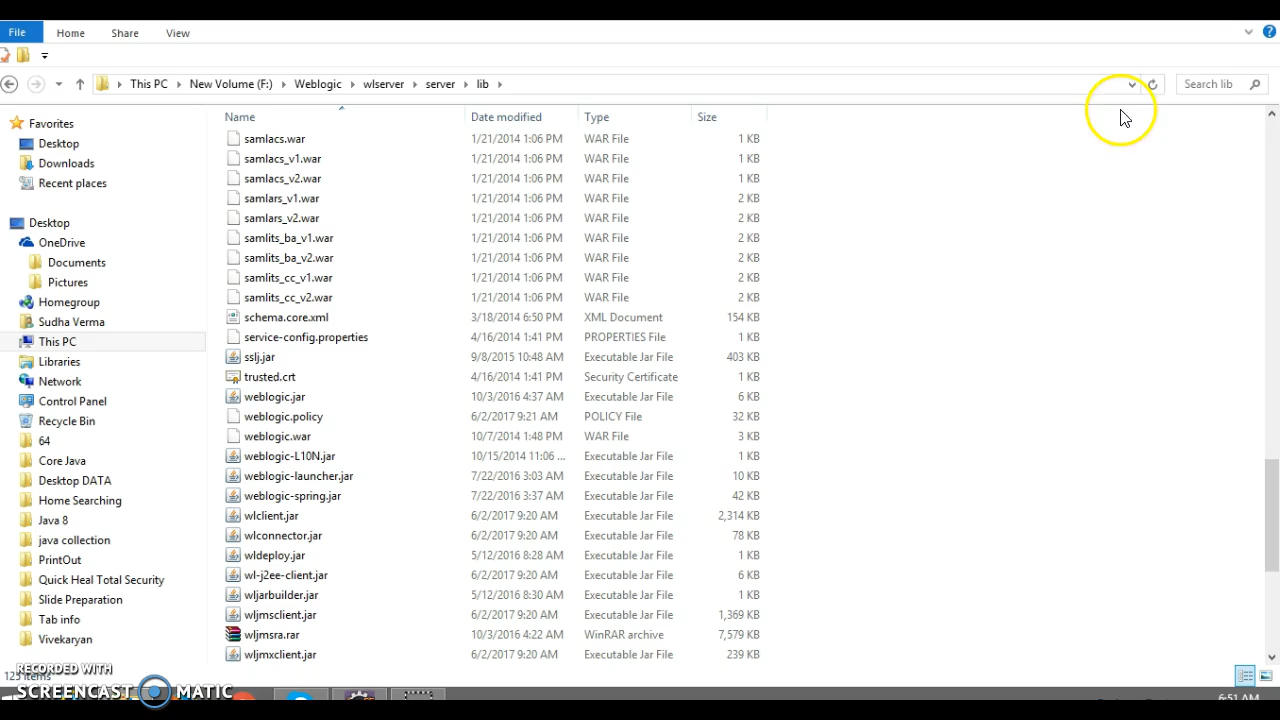 File Home Share View
This PC New Volume (F:) Weblogic wlserver server lib Search lib
Favorites
Desktop
Downloads
Recent places
Desktop
OneDrive
Documents
Pictures
Homegroup
Sudha Verma
This PC
Libraries
Network
Control Panel
Recycle Bin
64
Core Java
Desktop DATA
Home Searching
Java 8
java collection
PrintOut
Quick Heal Total Security
Slide Preparation
Tab info
Vivekaryan
Name Date modified Type Size
samlacs.war 1/21/2014 1:06 PM WAR File 1 KB
samlacs_v1.war 1/21/2014 1:06 PM WAR File 1 KB
samlacs_v2.war 1/21/2014 1:06 PM WAR File 1 KB
samlars_v1.war 1/21/2014 1:06 PM WAR File 2 KB
samlars_v2.war 1/21/2014 1:06 PM WAR File 2 KB
samlits_ba_v1.war 1/21/2014 1:06 PM WAR File 2 KB
samlits_ba_v2.war 1/21/2014 1:06 PM WAR File 2 KB
samlits_cc_v1.war 1/21/2014 1:06 PM WAR File 2 KB
samlits_cc_v2.war 1/21/2014 1:06 PM WAR File 2 KB
schema.core.xml 3/18/2014 6:50 PM XML Document 154 KB
service-config.properties 4/16/2014 1:41 PM PROPERTIES File 1 KB
sslj.jar 9/8/2015 10:48 AM Executable Jar File 403 KB
trusted.crt 4/16/2014 1:41 PM Security Certificate 1 KB
weblogic.jar 10/3/2016 4:37 AM Executable Jar File 6 KB
weblogic.policy 6/2/2017 9:21 AM POLICY File 32 KB
weblogic.war 10/7/2014 1:48 PM WAR File 3 KB
weblogic-L10N.jar 10/15/2014 11:06 ... Executable Jar File 1 KB
weblogic-launcher.jar 7/22/2016 3:03 AM Executable Jar File 10 KB
weblogic-spring.jar 7/22/2016 3:37 AM Executable Jar File 42 KB
wlclient.jar 6/2/2017 9:20 AM Executable Jar File 2,314 KB
wlconnector.jar 6/2/2017 9:20 AM Executable Jar File 78 KB
wldeploy.jar 5/12/2016 8:28 AM Executable Jar File 1 KB
wl-j2ee-client.jar 6/2/2017 9:20 AM Executable Jar File 6 KB
wljarbuilder.jar 5/12/2016 8:30 AM Executable Jar File 1 KB
wljmsclient.jar 6/2/2017 9:20 AM Executable Jar File 1,369 KB
wljmsra.rar 10/3/2016 4:22 AM WinRAR archive 7,579 KB
wljmxclient.jar 6/2/2017 9:20 AM Executable Jar File 239 KB
RECORDED WITH
items
SCREENCAST MATIC
6:51 AM